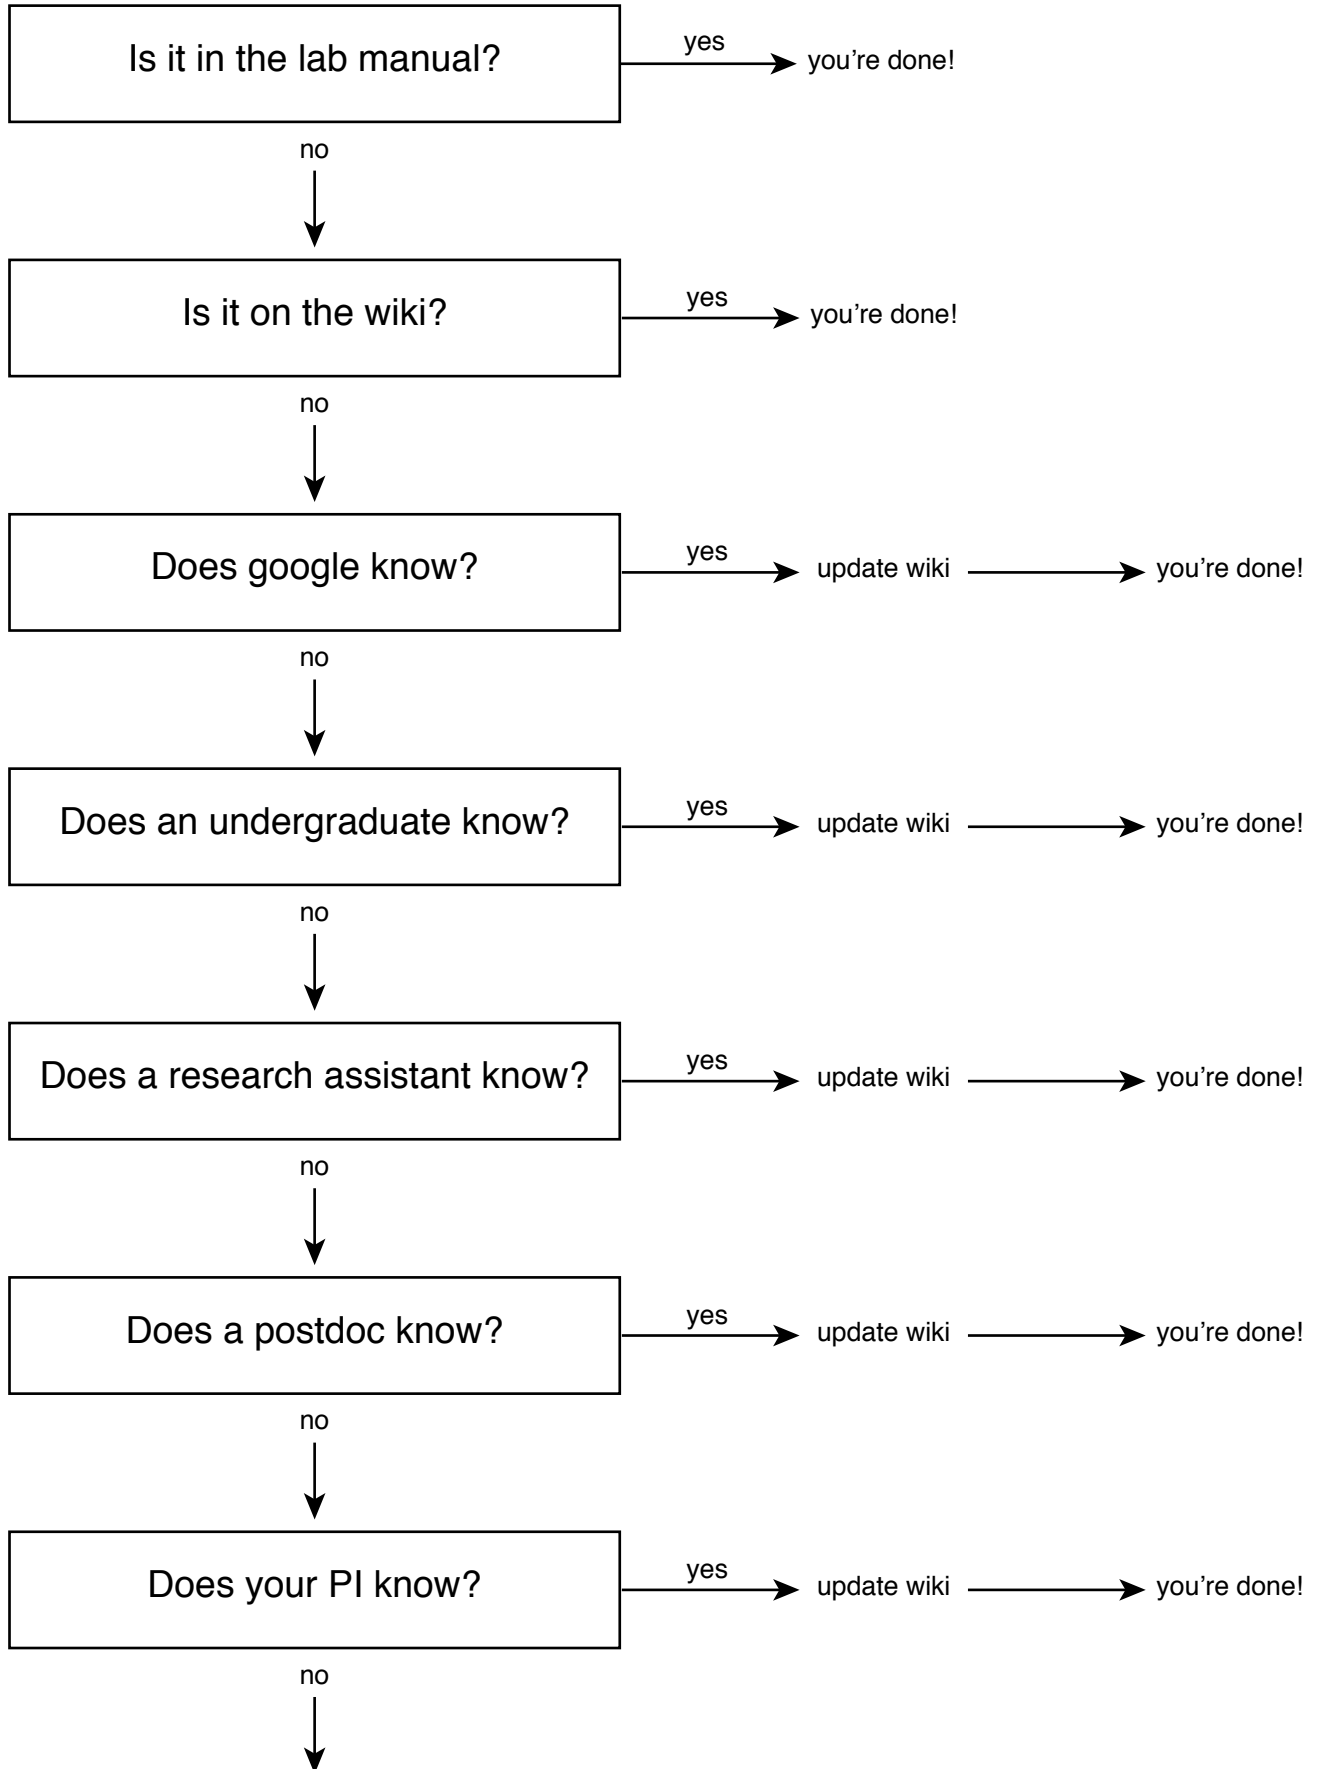 Is it in the lab manual?
yes
you’re done!
no
Is it on the wiki?
yes
you’re done!
no
Does google know?
yes
update wiki
you’re done!
no
Does an undergraduate know?
yes
update wiki
you’re done!
no
Does a research assistant know?
yes
update wiki
you’re done!
no
Does a postdoc know?
yes
update wiki
you’re done!
no
Does your PI know?
yes
update wiki
you’re done!
no